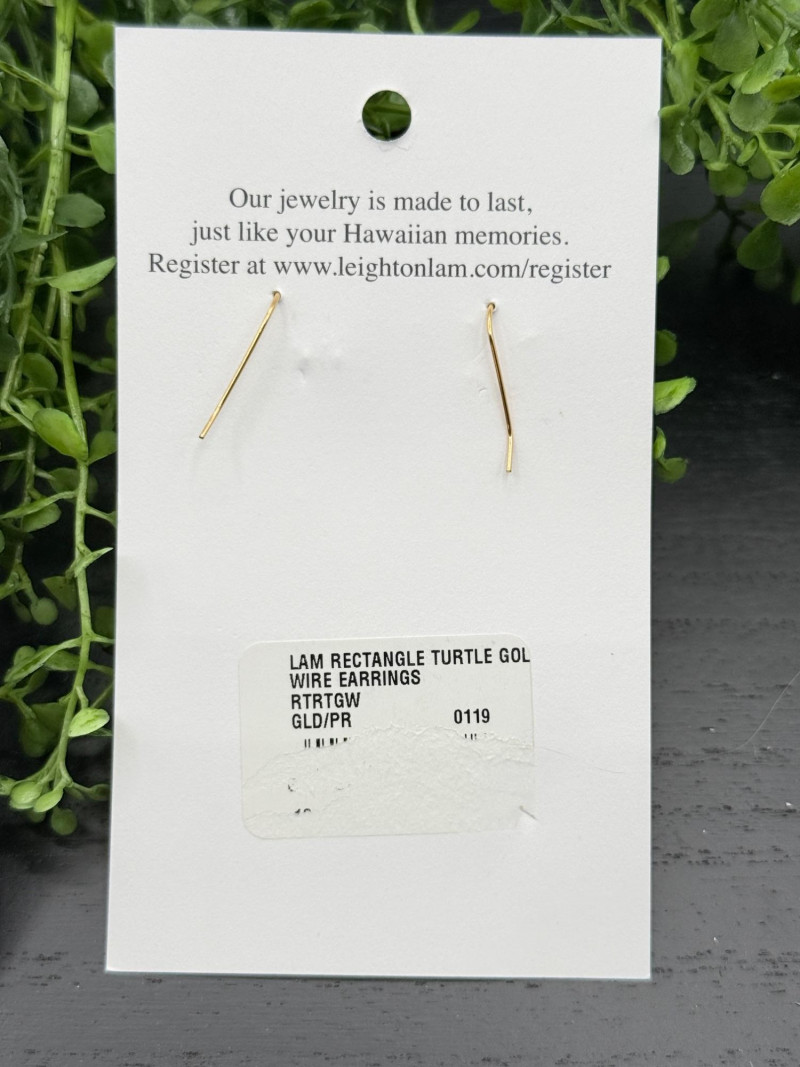 Our jewelry is made to last,
just like your Hawaiian memories.
Register at www.leightonlam.com/register
LAM RECTANGLE TURTLE GOL
WIRE EARRINGS
RTRTGW
GLD/PR 0119